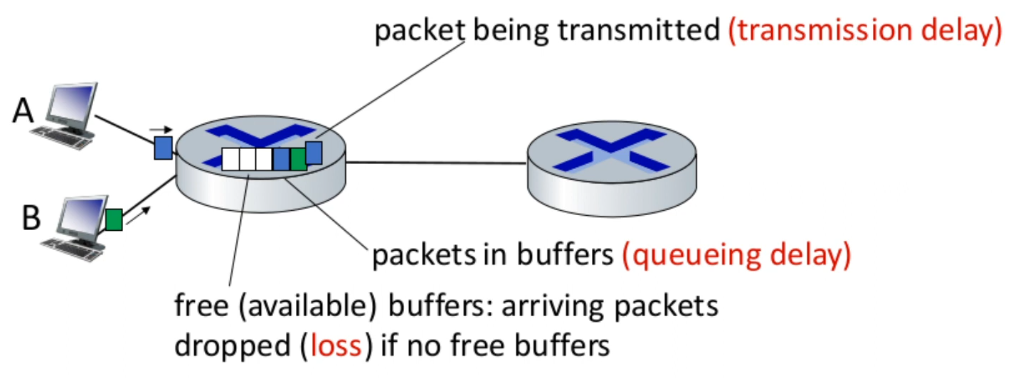 packet being transmitted (transmission delay)
A
B
packets in buffers (queueing delay)
free (available) buffers: arriving packets
dropped (loss) if no free buffers